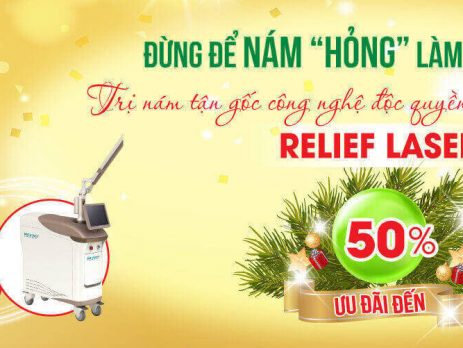 ĐỪNG ĐỂ NÁM “HỎNG” LÀM
Trị nám tận gốc công nghệ độc quyền
RELIEF LASER
50%
ƯU ĐÃI ĐẾN